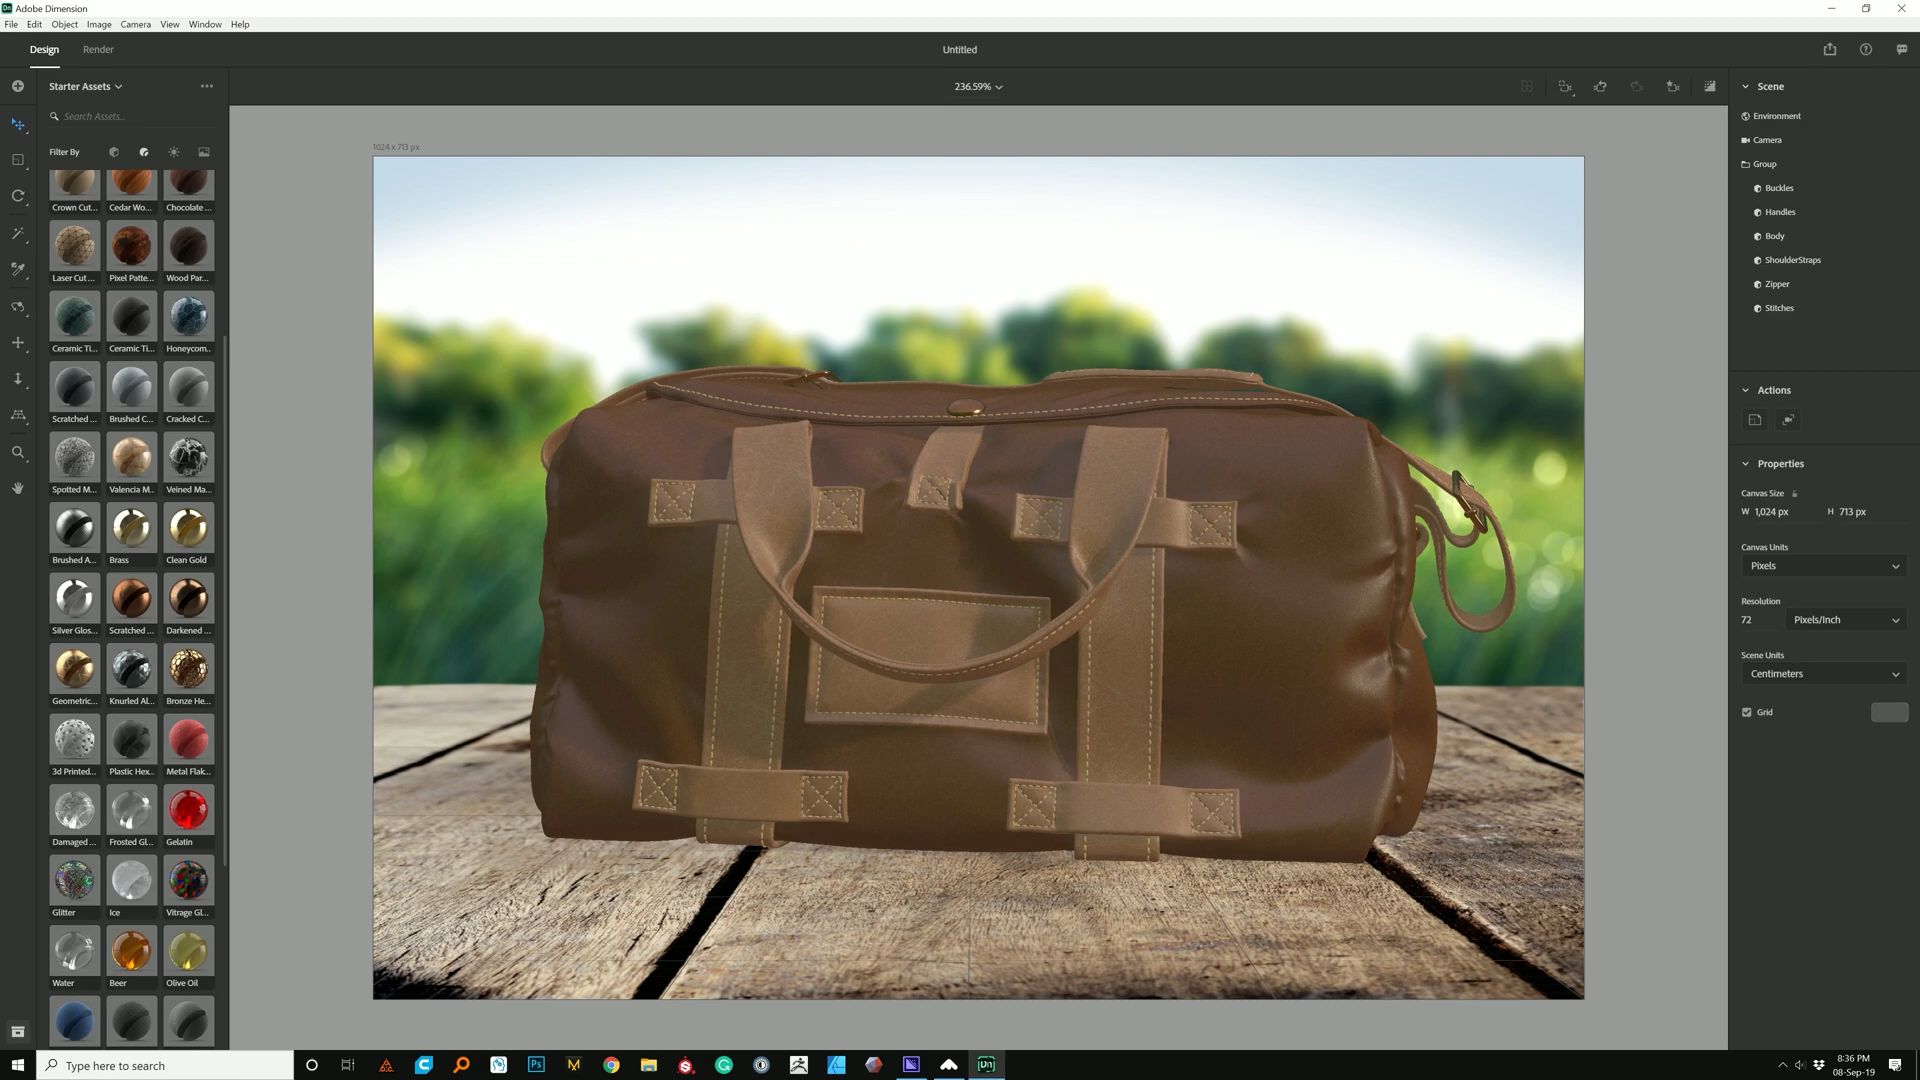 Dn Adobe Dimension
File Edit Object Image Camera View Window Help
Design Render Untitled
Starter Assets
Search Assets...
Filter By
Crown Cut... Cedar Wo... Chocolate ...
Laser Cut ... Pixel Patte... Wood Par...
Ceramic Ti... Ceramic Ti... Honeycom...
Scratched ... Brushed C... Cracked C...
Spotted M... Valencia M... Veined Ma...
Brushed A... Brass Clean Gold
Silver Glos... Scratched ... Darkened ...
Geometric... Knurled Al... Bronze He...
3d Printed... Plastic Hex... Metal Flak...
Damaged ... Frosted Gl... Gelatin
Glitter Ice Vitrage Gl...
Water Beer Olive Oil
236.59%
1024 x 713 px
Scene
Environment
Camera
Group
Buckles
Handles
Body
ShoulderStraps
Zipper
Stitches
Actions
Properties
Canvas Size
W 1,024 px H 713 px
Canvas Units
Pixels
Resolution
72 Pixels/Inch
Scene Units
Centimeters
Grid
Type here to search
Ps
Dn
8:36 PM
08-Sep-19